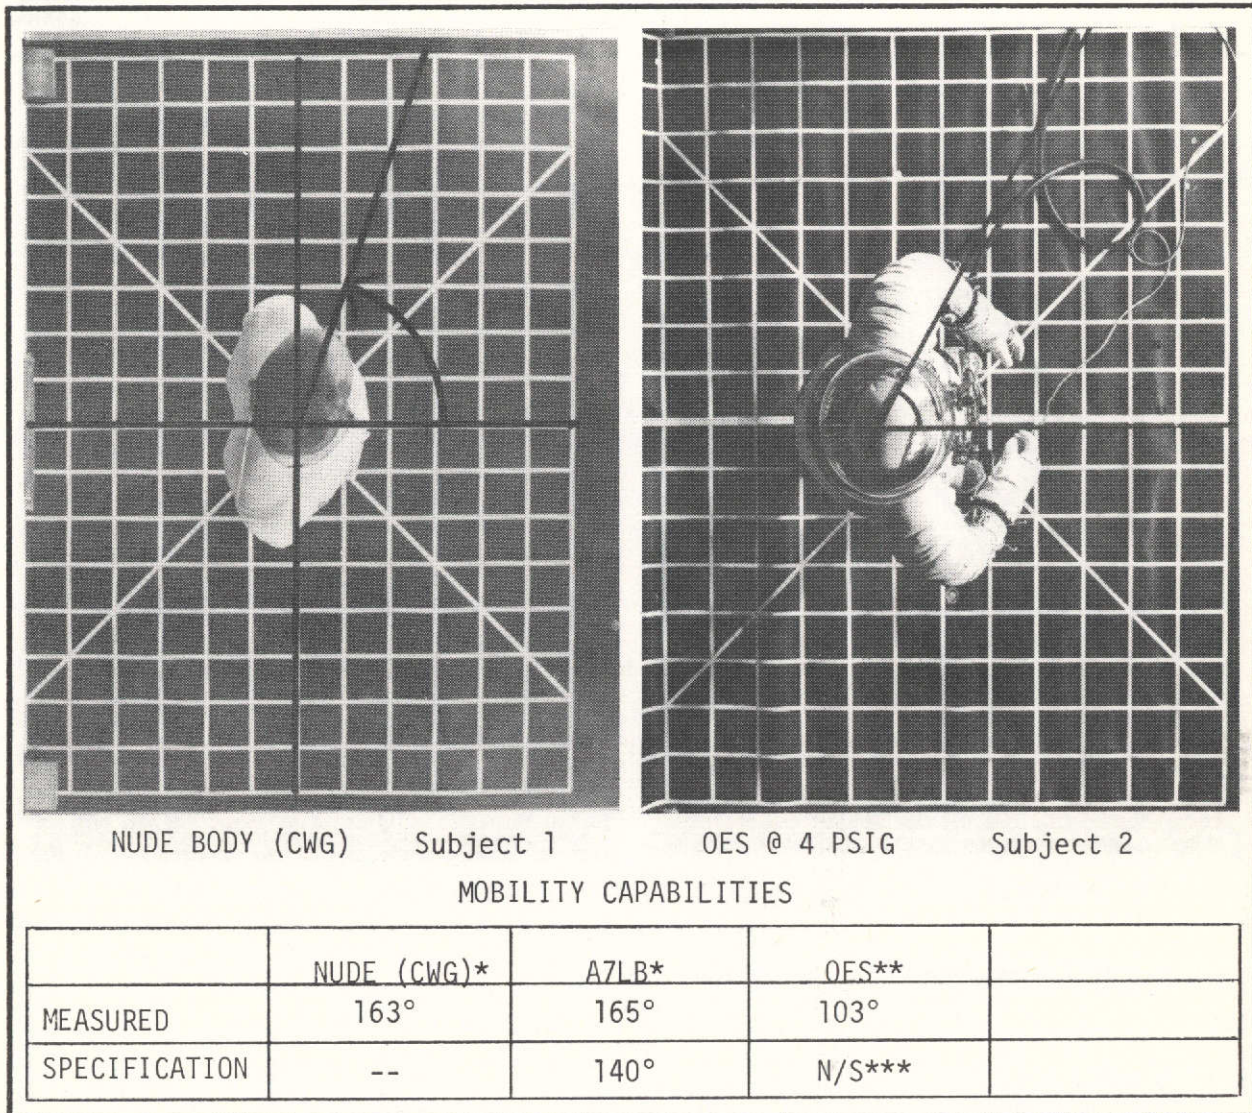 NUDE BODY (CWG) Subject 1 OES @ 4 PSIG Subject 2
MOBILITY CAPABILITIES
NUDE (CWG)* A7LB* OES**
MEASURED 163° 165° 103°
SPECIFICATION -- 140° N/S***